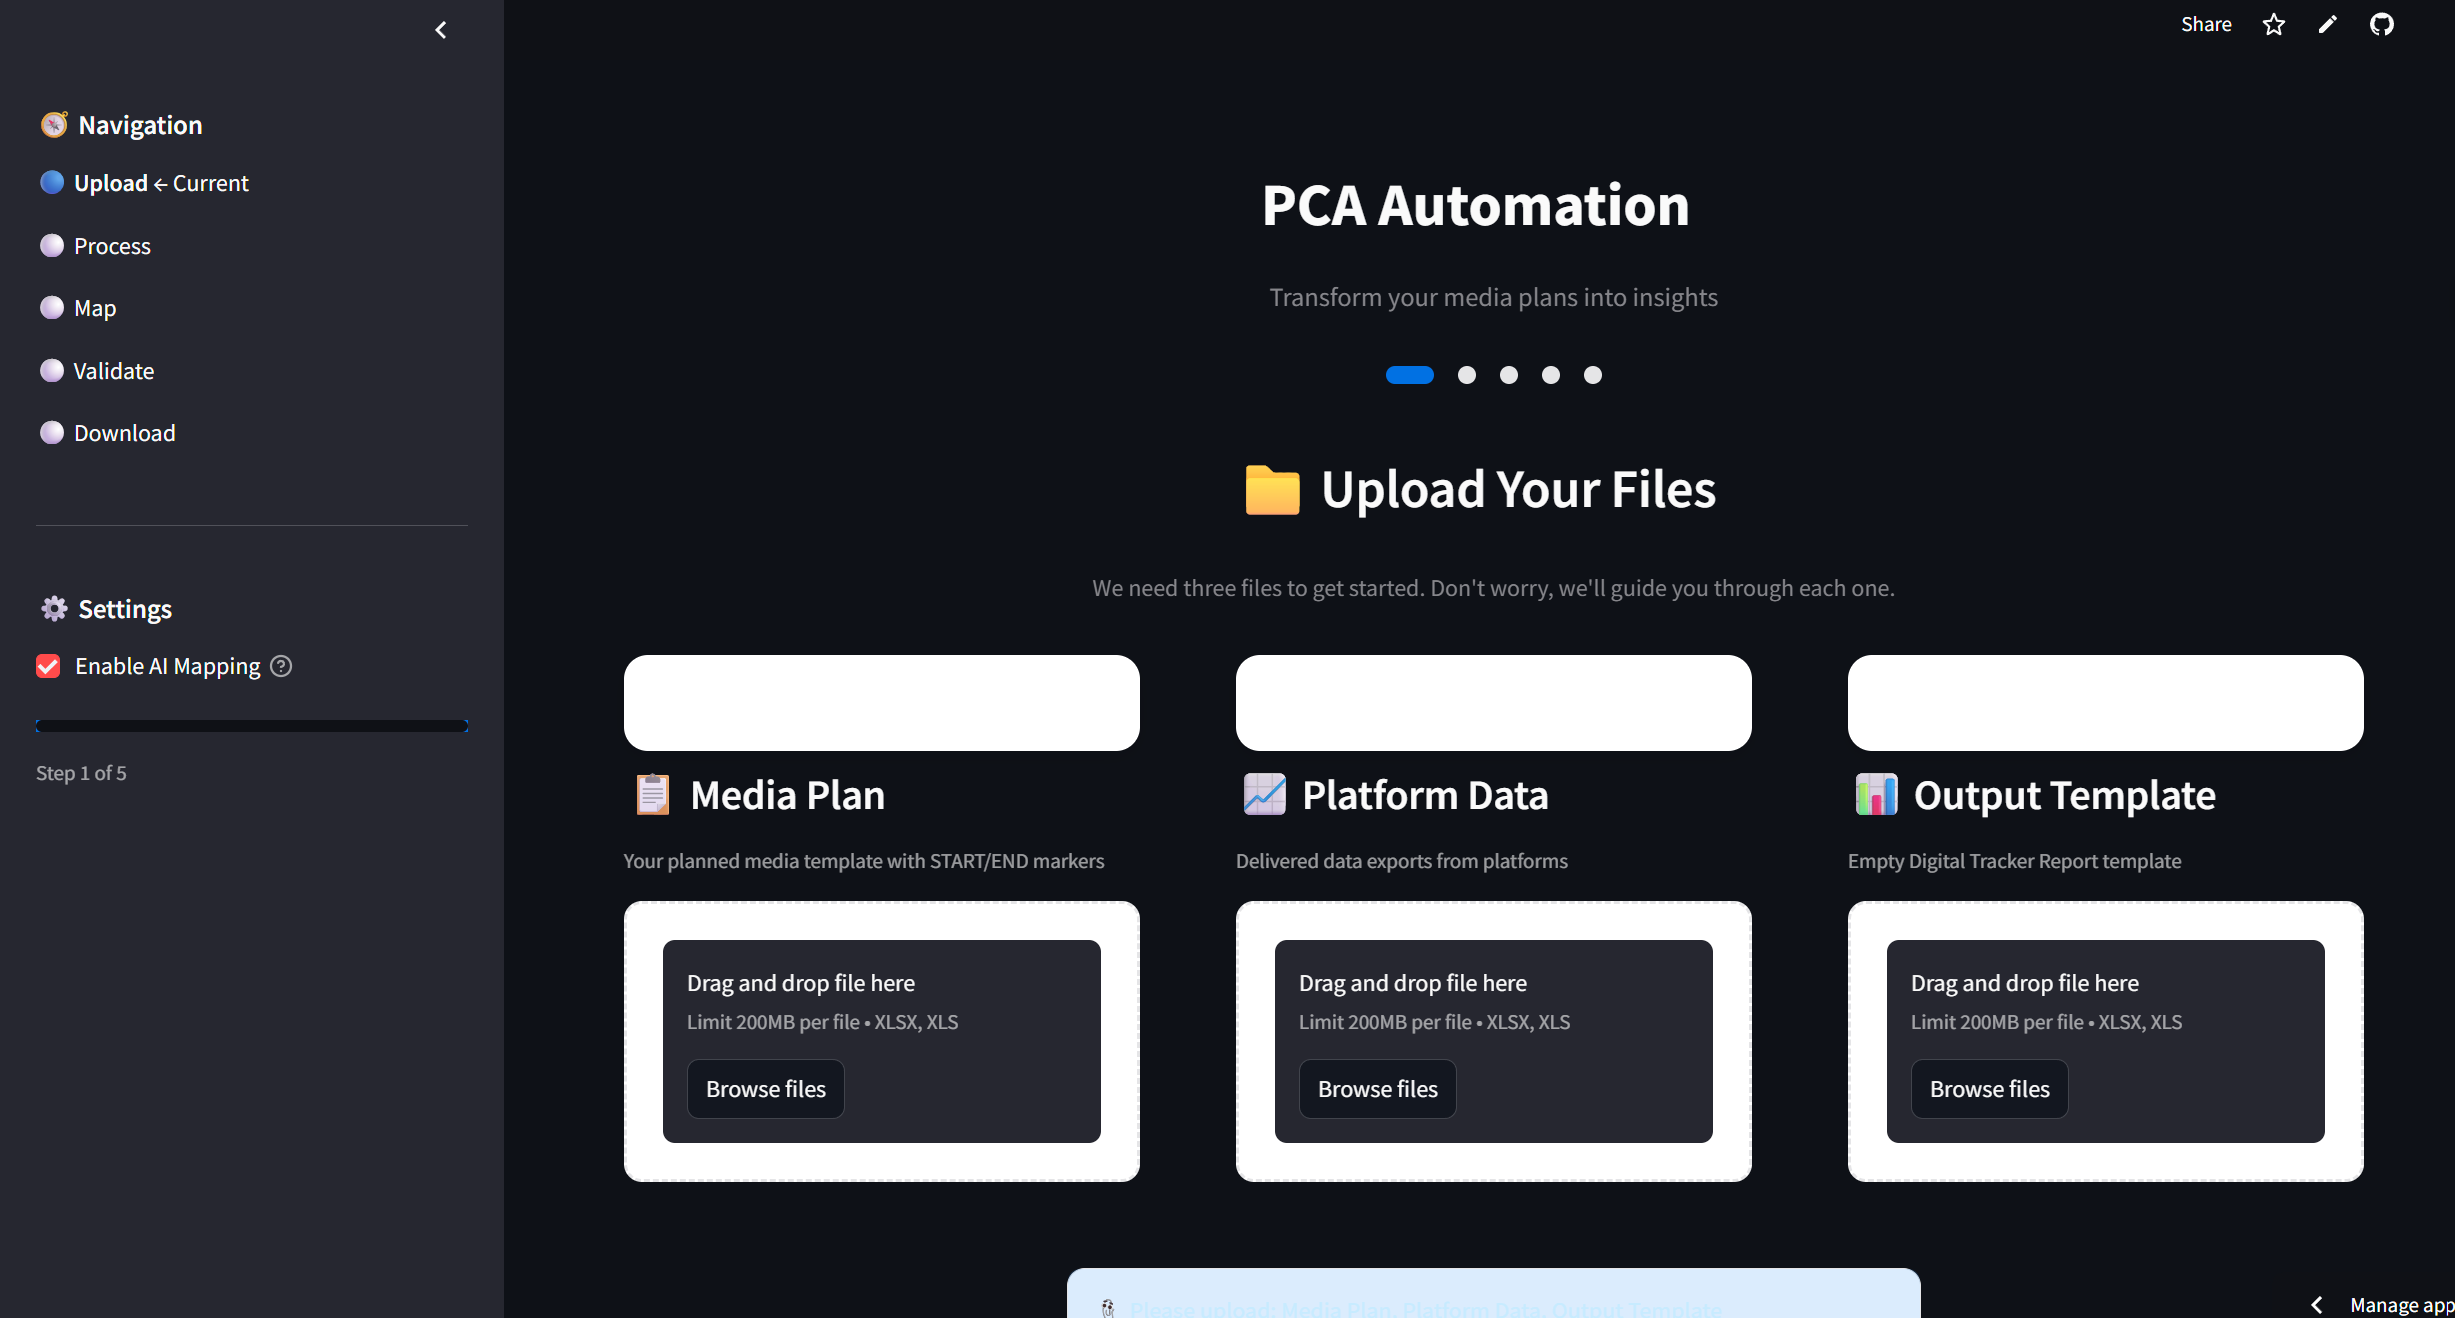 Share
Navigation
Upload ← Current
Process
Map
Validate
Download
Settings
Enable AI Mapping
Step 1 of 5
PCA Automation
Transform your media plans into insights
Upload Your Files
We need three files to get started. Don't worry, we'll guide you through each one.
Media Plan
Your planned media template with START/END markers
Drag and drop file here
Limit 200MB per file • XLSX, XLS
Browse files
Platform Data
Delivered data exports from platforms
Drag and drop file here
Limit 200MB per file • XLSX, XLS
Browse files
Output Template
Empty Digital Tracker Report template
Drag and drop file here
Limit 200MB per file • XLSX, XLS
Browse files
Please upload: Media Plan, Platform Data, Output Template
Manage app